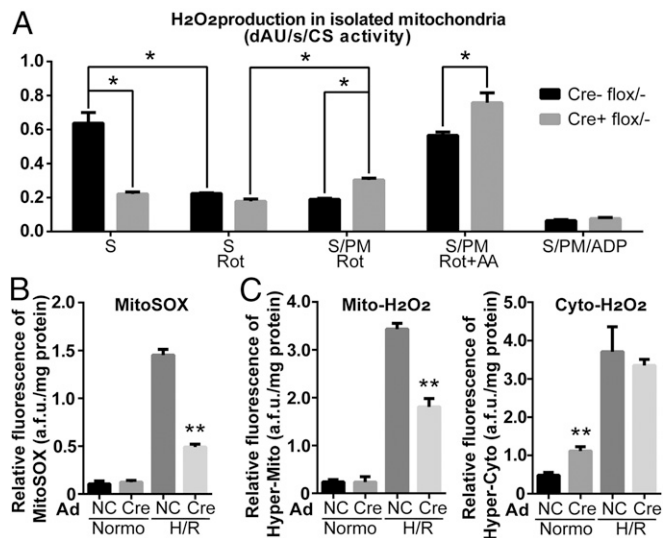 A
H2O2production in isolated mitochondria
(dAU/s/CS activity)
1.0
0.8
0.6
0.4
0.2
0.0
* * * * *
Cre- flox/-
Cre+ flox/-
S
S
Rot
S/PM
Rot
S/PM
Rot+AA
S/PM/ADP
B
MitoSOX
Relative fluorescence of
MitoSOX (a.f.u./mg protein)
2.0
1.5
1.0
0.5
0
**
Ad NC Cre NC Cre
Normo H/R
C
Mito-H2O2
Relative fluorescence of
Hyper-Mito (a.f.u./mg protein)
4.0
3.0
2.0
1.0
0
**
Ad NC Cre NC Cre
Normo H/R
Cyto-H2O2
Relative fluorescence of
Hyper-Cyto (a.f.u./mg protein)
5.0
4.0
3.0
2.0
1.0
0
**
Ad NC Cre NC Cre
Normo H/R